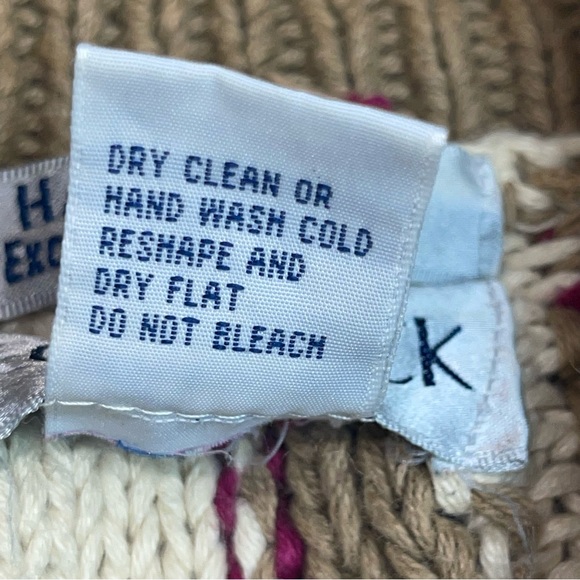 DRY CLEAN OR
HAND WASH COLD
RESHAPE AND
DRY FLAT
DO NOT BLEACH